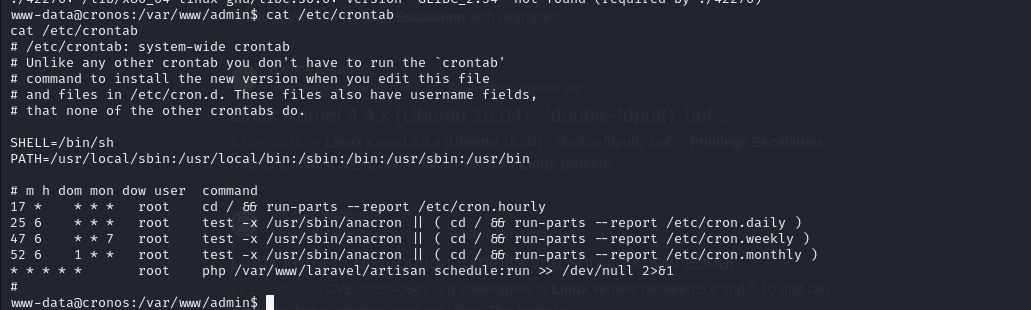 ./42276: /lib/x86_64-linux-gnu/libc.so.6: version `GLIBC_2.34' not found (required by ./42276)
www-data@cronos:/var/www/admin$ cat /etc/crontab
cat /etc/crontab
# /etc/crontab: system-wide crontab
# Unlike any other crontab you don't have to run the `crontab'
# command to install the new version when you edit this file
# and files in /etc/cron.d. These files also have username fields,
# that none of the other crontabs do.
SHELL=/bin/sh
PATH=/usr/local/sbin:/usr/local/bin:/sbin:/bin:/usr/sbin:/usr/bin
# m h dom mon dow user  command
17 *    * * *   root    cd / && run-parts --report /etc/cron.hourly
25 6    * * *   root    test -x /usr/sbin/anacron || ( cd / && run-parts --report /etc/cron.daily )
47 6    * * 7   root    test -x /usr/sbin/anacron || ( cd / && run-parts --report /etc/cron.weekly )
52 6    1 * *   root    test -x /usr/sbin/anacron || ( cd / && run-parts --report /etc/cron.monthly )
* * * * *       root    php /var/www/laravel/artisan schedule:run >> /dev/null 2>&1
#
www-data@cronos:/var/www/admin$